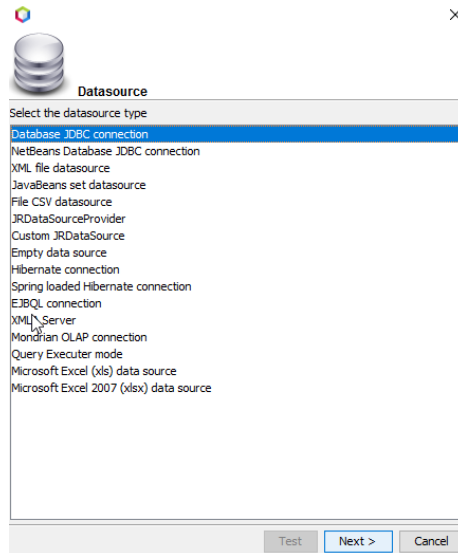 Datasource
Select the datasource type
Database JDBC connection
NetBeans Database JDBC connection
XML file datasource
JavaBeans set datasource
File CSV datasource
JRDataSourceProvider
Custom JRDataSource
Empty data source
Hibernate connection
Spring loaded Hibernate connection
EJBQL connection
Server
Mondrian OLAP connection
Query Executer mode
Microsoft Excel (xls) data source
Microsoft Excel 2007 (xlsx) data source
Test Next > Cancel